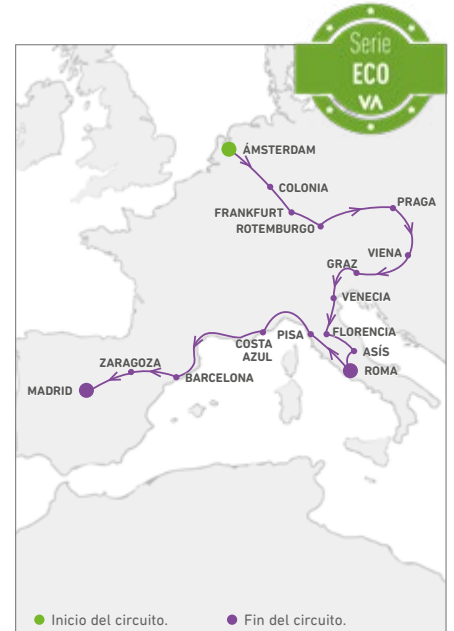 Serie
ECO
VA
ÁMSTERDAM
COLONIA
FRANKFURT
ROTEMBURGO
PRAGA
VIENA
GRAZ
VENECIA
FLORENCIA
PISA
COSTA
AZUL
ASÍS
ROMA
ZARAGOZA
BARCELONA
MADRID
Inicio del circuito.
Fin del circuito.